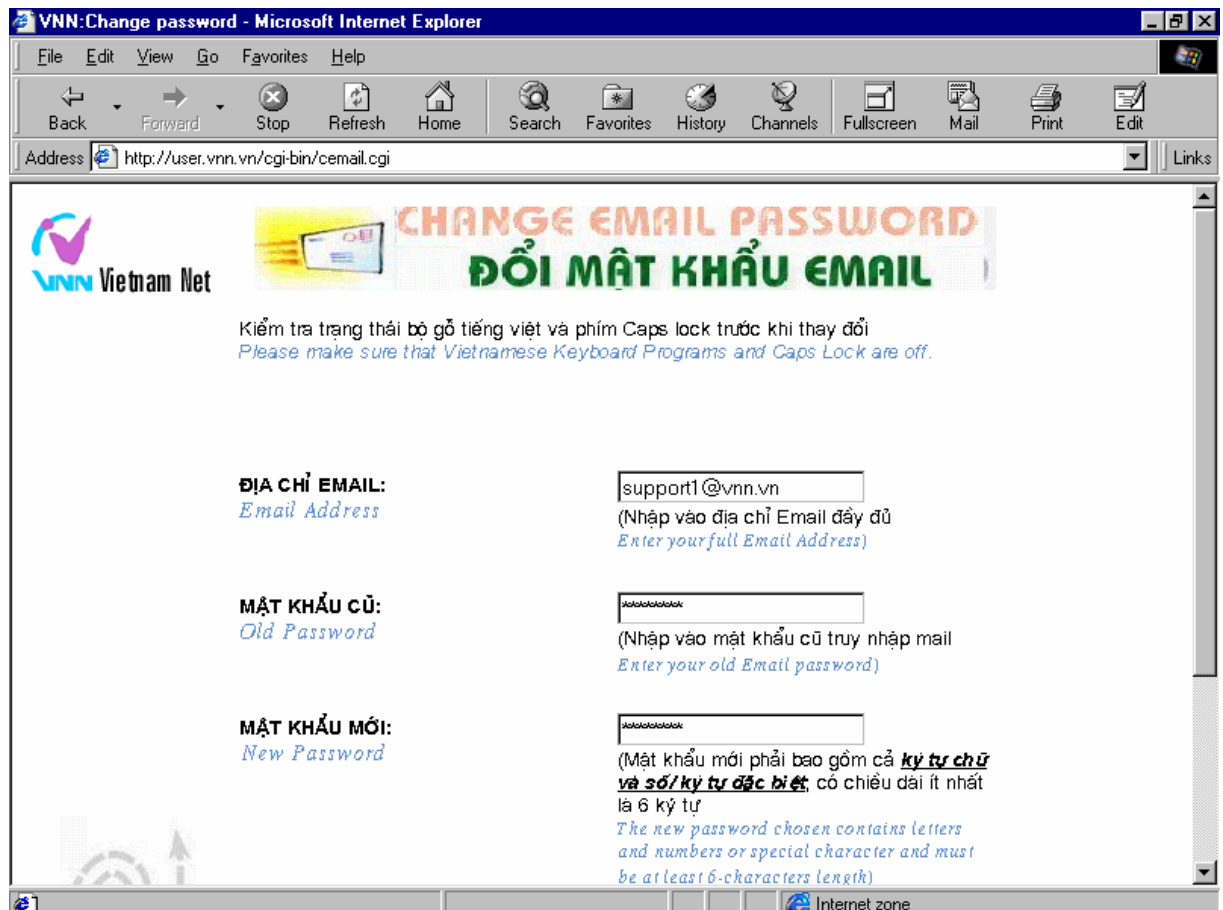 VNN:Change password - Microsoft Internet Explorer
File Edit View Go Favorites Help
Back Forward Stop Refresh Home Search Favorites History Channels Fullscreen Mail Print Edit
Address http://user.vnn.vn/cgi-bin/cemail.cgi Links
VNN Vietnam Net
CHANGE EMAIL PASSWORD
ĐỔI MẬT KHẨU EMAIL
Kiểm tra trạng thái bộ gỗ tiếng việt và phím Caps lock trước khi thay đổi
Please make sure that Vietnamese Keyboard Programs and Caps Lock are off.
ĐỊA CHỈ EMAIL:
Email Address
support1@vnn.vn
(Nhập vào địa chỉ Email đầy đủ
Enter your full Email Address)
MẬT KHẨU CŨ:
Old Password
*********
(Nhập vào mật khẩu cũ truy nhập mail
Enter your old Email password)
MẬT KHẨU MỚI:
New Password
*********
(Mật khẩu mới phải bao gồm cả ký tự chữ
và số/ký tự đặc biệt, có chiều dài ít nhất
là 6 ký tự
The new password chosen contains letters
and numbers or special character and must
be at least 6-characters length)
Internet zone